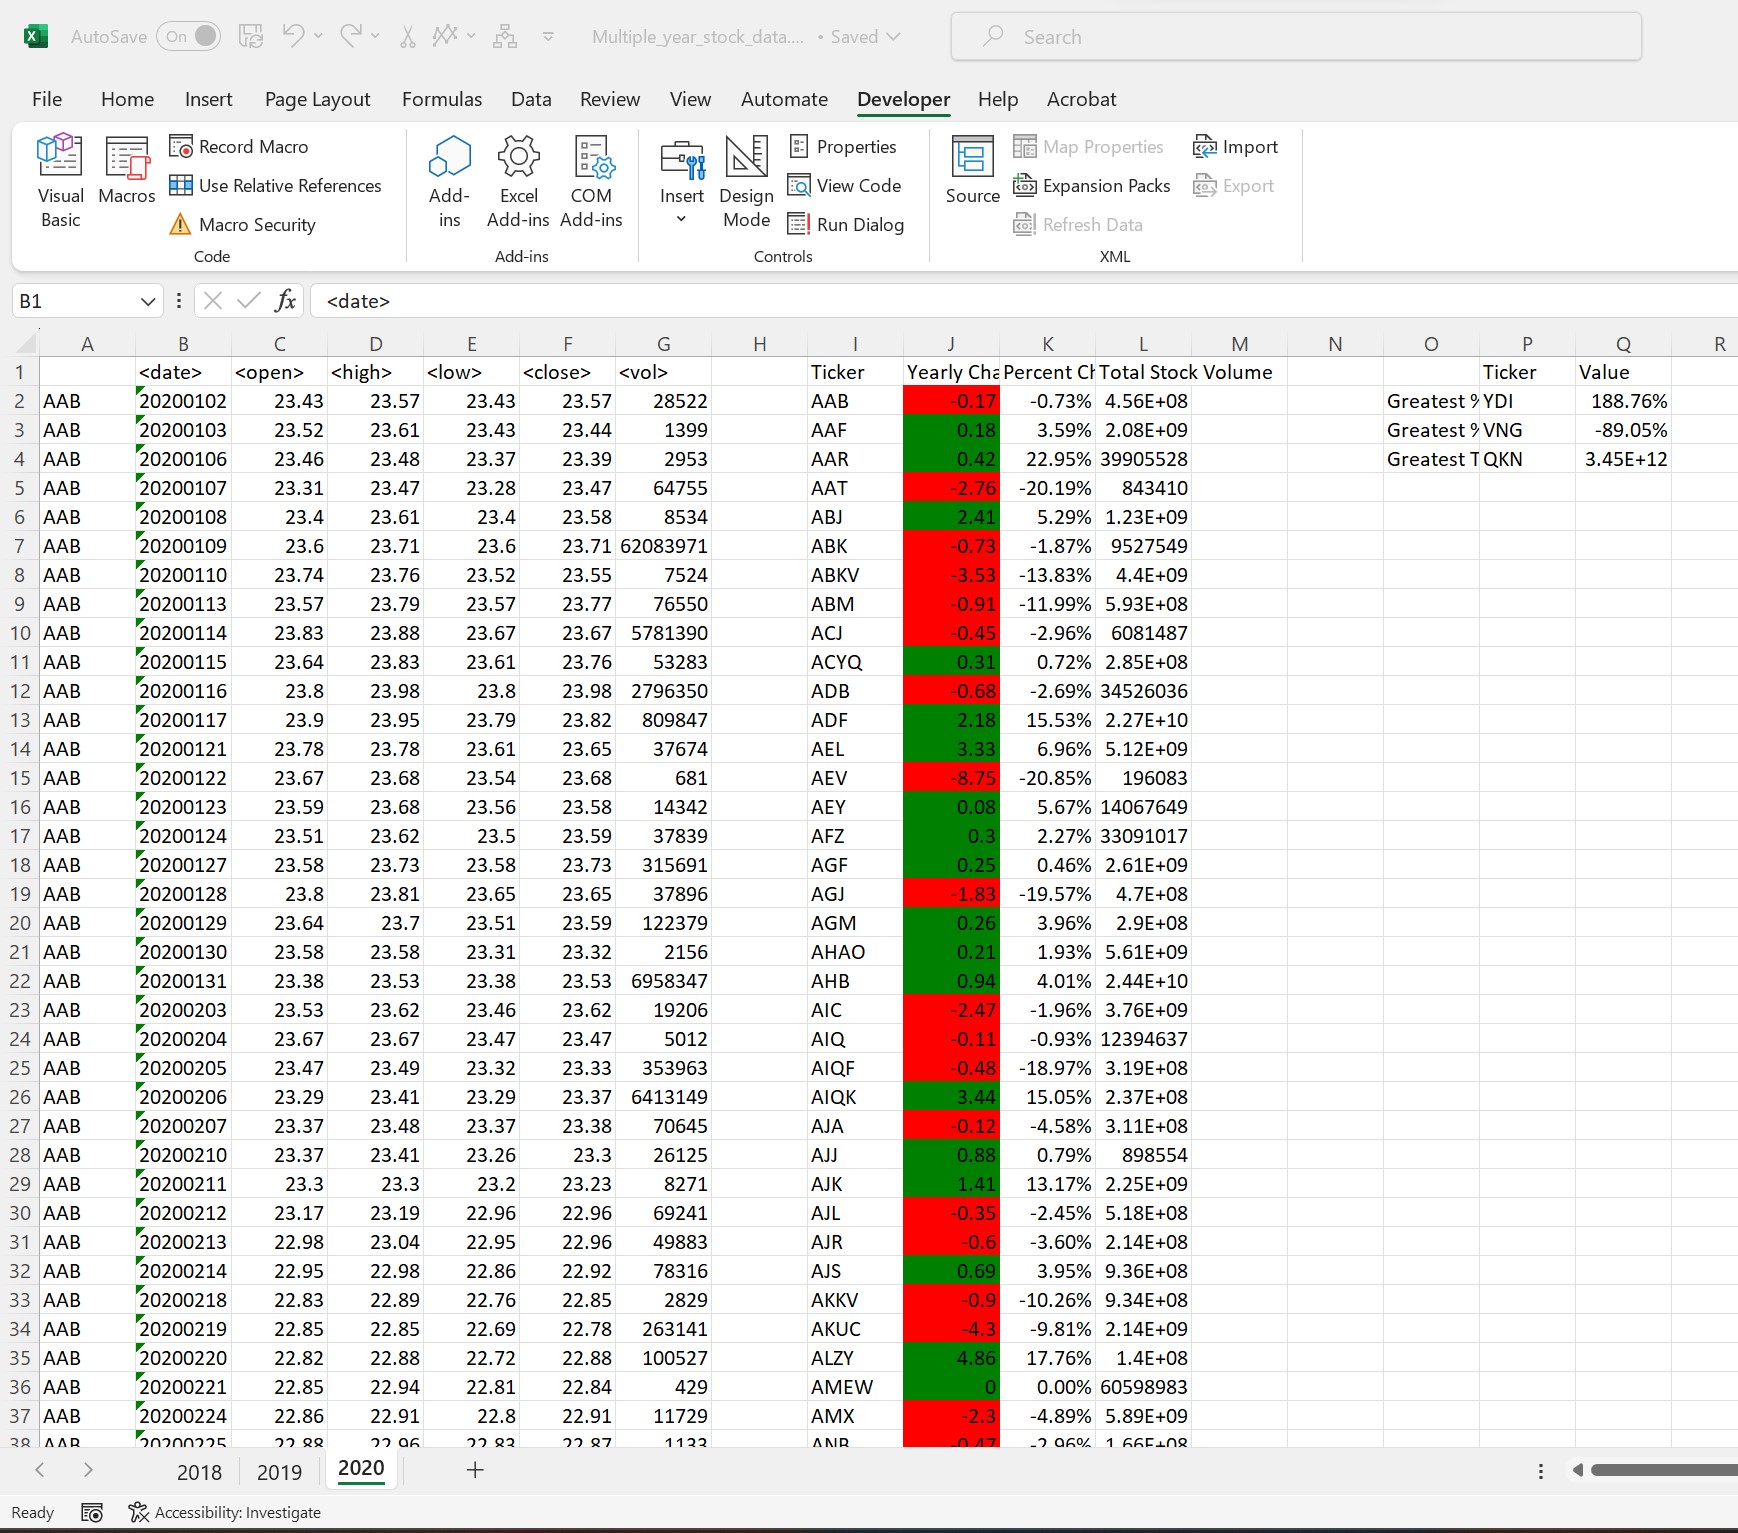 AutoSave On Multiple_year_stock_data.... • Saved Search
File Home Insert Page Layout Formulas Data Review View Automate Developer Help Acrobat
Visual Basic
Macros
Record Macro
Use Relative References
Macro Security
Code
Add-ins
Excel Add-ins
COM Add-ins
Add-ins
Insert
Design Mode
Properties
View Code
Run Dialog
Controls
Source
Map Properties
Expansion Packs
Refresh Data
Import
Export
XML
B1 fx <date>
A B C D E F G H I J K L M N O P Q R
1 <date> <open> <high> <low> <close> <vol> Ticker Yearly Cha Percent Ch Total Stock Volume Ticker Value
2 AAB 20200102 23.43 23.57 23.43 23.57 28522 AAB -0.17 -0.73% 4.56E+08 Greatest % YDI 188.76%
3 AAB 20200103 23.52 23.61 23.43 23.44 1399 AAF 0.18 3.59% 2.08E+09 Greatest % VNG -89.05%
4 AAB 20200106 23.46 23.48 23.37 23.39 2953 AAR 0.42 22.95% 39905528 Greatest T QKN 3.45E+12
5 AAB 20200107 23.31 23.47 23.28 23.47 64755 AAT -2.76 -20.19% 843410
6 AAB 20200108 23.4 23.61 23.4 23.58 8534 ABJ 2.41 5.29% 1.23E+09
7 AAB 20200109 23.6 23.71 23.6 23.71 62083971 ABK -0.73 -1.87% 9527549
8 AAB 20200110 23.74 23.76 23.52 23.55 7524 ABKV -3.53 -13.83% 4.4E+09
9 AAB 20200113 23.57 23.79 23.57 23.77 76550 ABM -0.91 -11.99% 5.93E+08
10 AAB 20200114 23.83 23.88 23.67 23.67 5781390 ACJ -0.45 -2.96% 6081487
11 AAB 20200115 23.64 23.83 23.61 23.76 53283 ACYQ 0.31 0.72% 2.85E+08
12 AAB 20200116 23.8 23.98 23.8 23.98 2796350 ADB -0.68 -2.69% 34526036
13 AAB 20200117 23.9 23.95 23.79 23.82 809847 ADF 2.18 15.53% 2.27E+10
14 AAB 20200121 23.78 23.78 23.61 23.65 37674 AEL 3.33 6.96% 5.12E+09
15 AAB 20200122 23.67 23.68 23.54 23.68 681 AEV -8.75 -20.85% 196083
16 AAB 20200123 23.59 23.68 23.56 23.58 14342 AEY 0.08 5.67% 14067649
17 AAB 20200124 23.51 23.62 23.5 23.59 37839 AFZ 0.3 2.27% 33091017
18 AAB 20200127 23.58 23.73 23.58 23.73 315691 AGF 0.25 0.46% 2.61E+09
19 AAB 20200128 23.8 23.81 23.65 23.65 37896 AGJ -1.83 -19.57% 4.7E+08
20 AAB 20200129 23.64 23.7 23.51 23.59 122379 AGM 0.26 3.96% 2.9E+08
21 AAB 20200130 23.58 23.58 23.31 23.32 2156 AHAO 0.21 1.93% 5.61E+09
22 AAB 20200131 23.38 23.53 23.38 23.53 6958347 AHB 0.94 4.01% 2.44E+10
23 AAB 20200203 23.53 23.62 23.46 23.62 19206 AIC -2.47 -1.96% 3.76E+09
24 AAB 20200204 23.67 23.67 23.47 23.47 5012 AIQ -0.11 -0.93% 12394637
25 AAB 20200205 23.47 23.49 23.32 23.33 353963 AIQF -0.48 -18.97% 3.19E+08
26 AAB 20200206 23.29 23.41 23.29 23.37 6413149 AIQK 3.44 15.05% 2.37E+08
27 AAB 20200207 23.37 23.48 23.37 23.38 70645 AJA -0.12 -4.58% 3.11E+08
28 AAB 20200210 23.37 23.41 23.26 23.3 26125 AJJ 0.88 0.79% 898554
29 AAB 20200211 23.3 23.3 23.2 23.23 8271 AJK 1.41 13.17% 2.25E+09
30 AAB 20200212 23.17 23.19 22.96 22.96 69241 AJL -0.35 -2.45% 5.18E+08
31 AAB 20200213 22.98 23.04 22.95 22.96 49883 AJR -0.6 -3.60% 2.14E+08
32 AAB 20200214 22.95 22.98 22.86 22.92 78316 AJS 0.69 3.95% 9.36E+08
33 AAB 20200218 22.83 22.89 22.76 22.85 2829 AKKV -0.9 -10.26% 9.34E+08
34 AAB 20200219 22.85 22.85 22.69 22.78 263141 AKUC -4.3 -9.81% 2.14E+09
35 AAB 20200220 22.82 22.88 22.72 22.88 100527 ALZY 4.86 17.76% 1.4E+08
36 AAB 20200221 22.85 22.94 22.81 22.84 429 AMEW 0 0.00% 60598983
37 AAB 20200224 22.86 22.91 22.8 22.91 11729 AMX -2.3 -4.89% 5.89E+09
38 AAB 20200225 22.88 22.96 22.83 22.87 1133 ANB -0.47 -2.96% 1.66E+08
2018 2019 2020
Ready Accessibility: Investigate